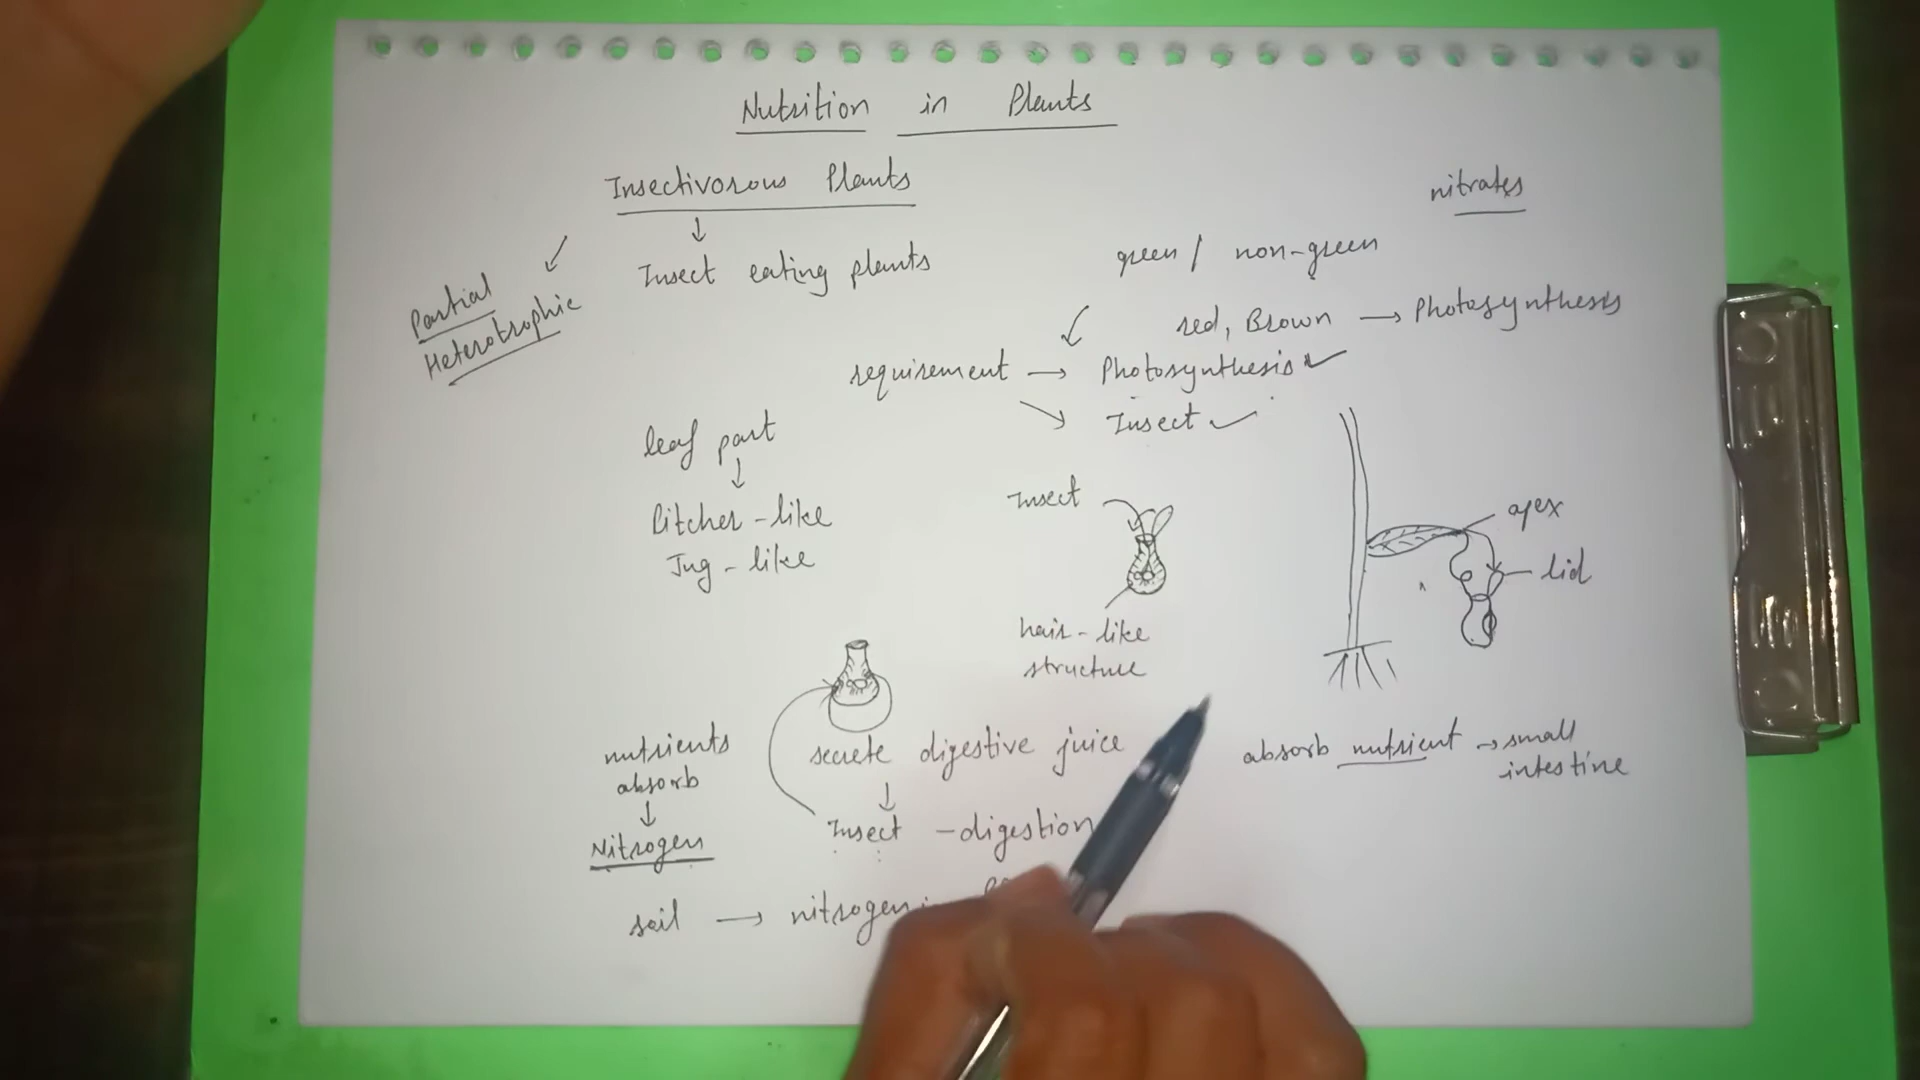 Nutrition in Plants
Insectivorous Plants
nitrates
Insect eating plants
green / non-green
Partial
Heterotrophic
red, Brown → Photosynthesis
requirement → Photosynthesis ✓
Insect ✓
leaf part
Pitcher-like
Jug-like
Insect
apex
lid
hair-like
structure
nutrients
absorb
Nitrogen
secrete digestive juice
absorb nutrient → small
intestine
Insect - digestion
soil → nitrogen